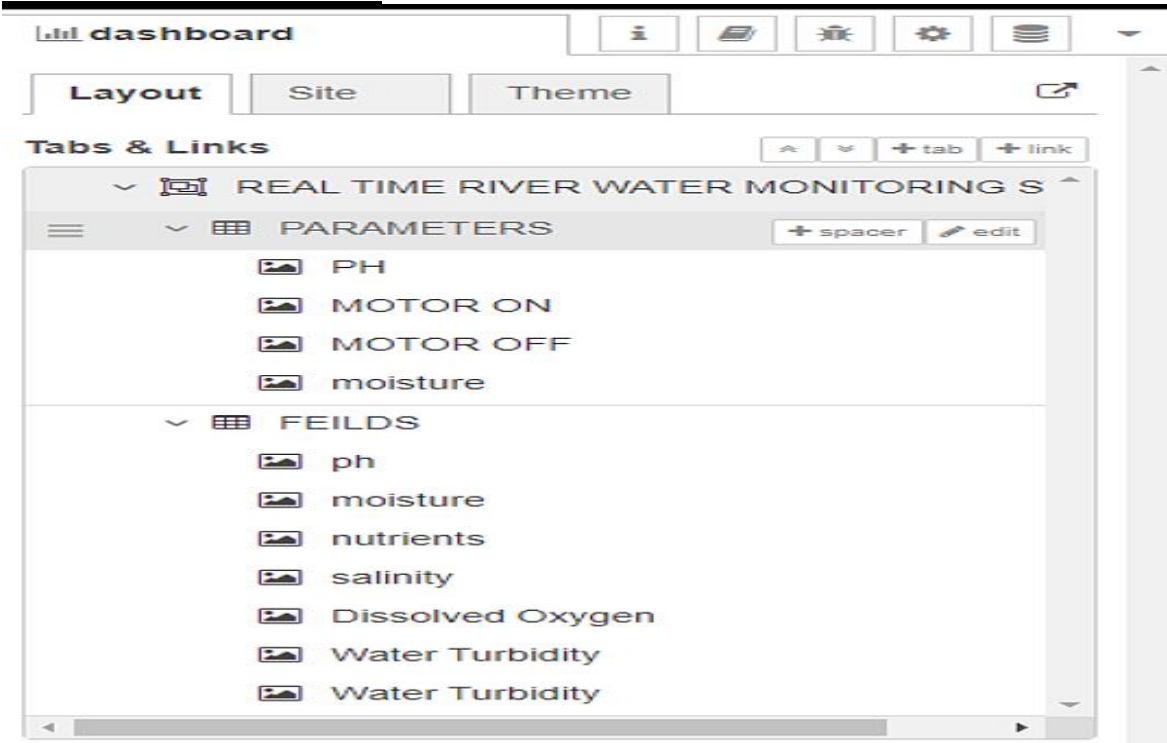 dashboard
Layout Site Theme
Tabs & Links + tab + link
REAL TIME RIVER WATER MONITORING S
PARAMETERS + spacer edit
PH
MOTOR ON
MOTOR OFF
moisture
FEILDS
ph
moisture
nutrients
salinity
Dissolved Oxygen
Water Turbidity
Water Turbidity